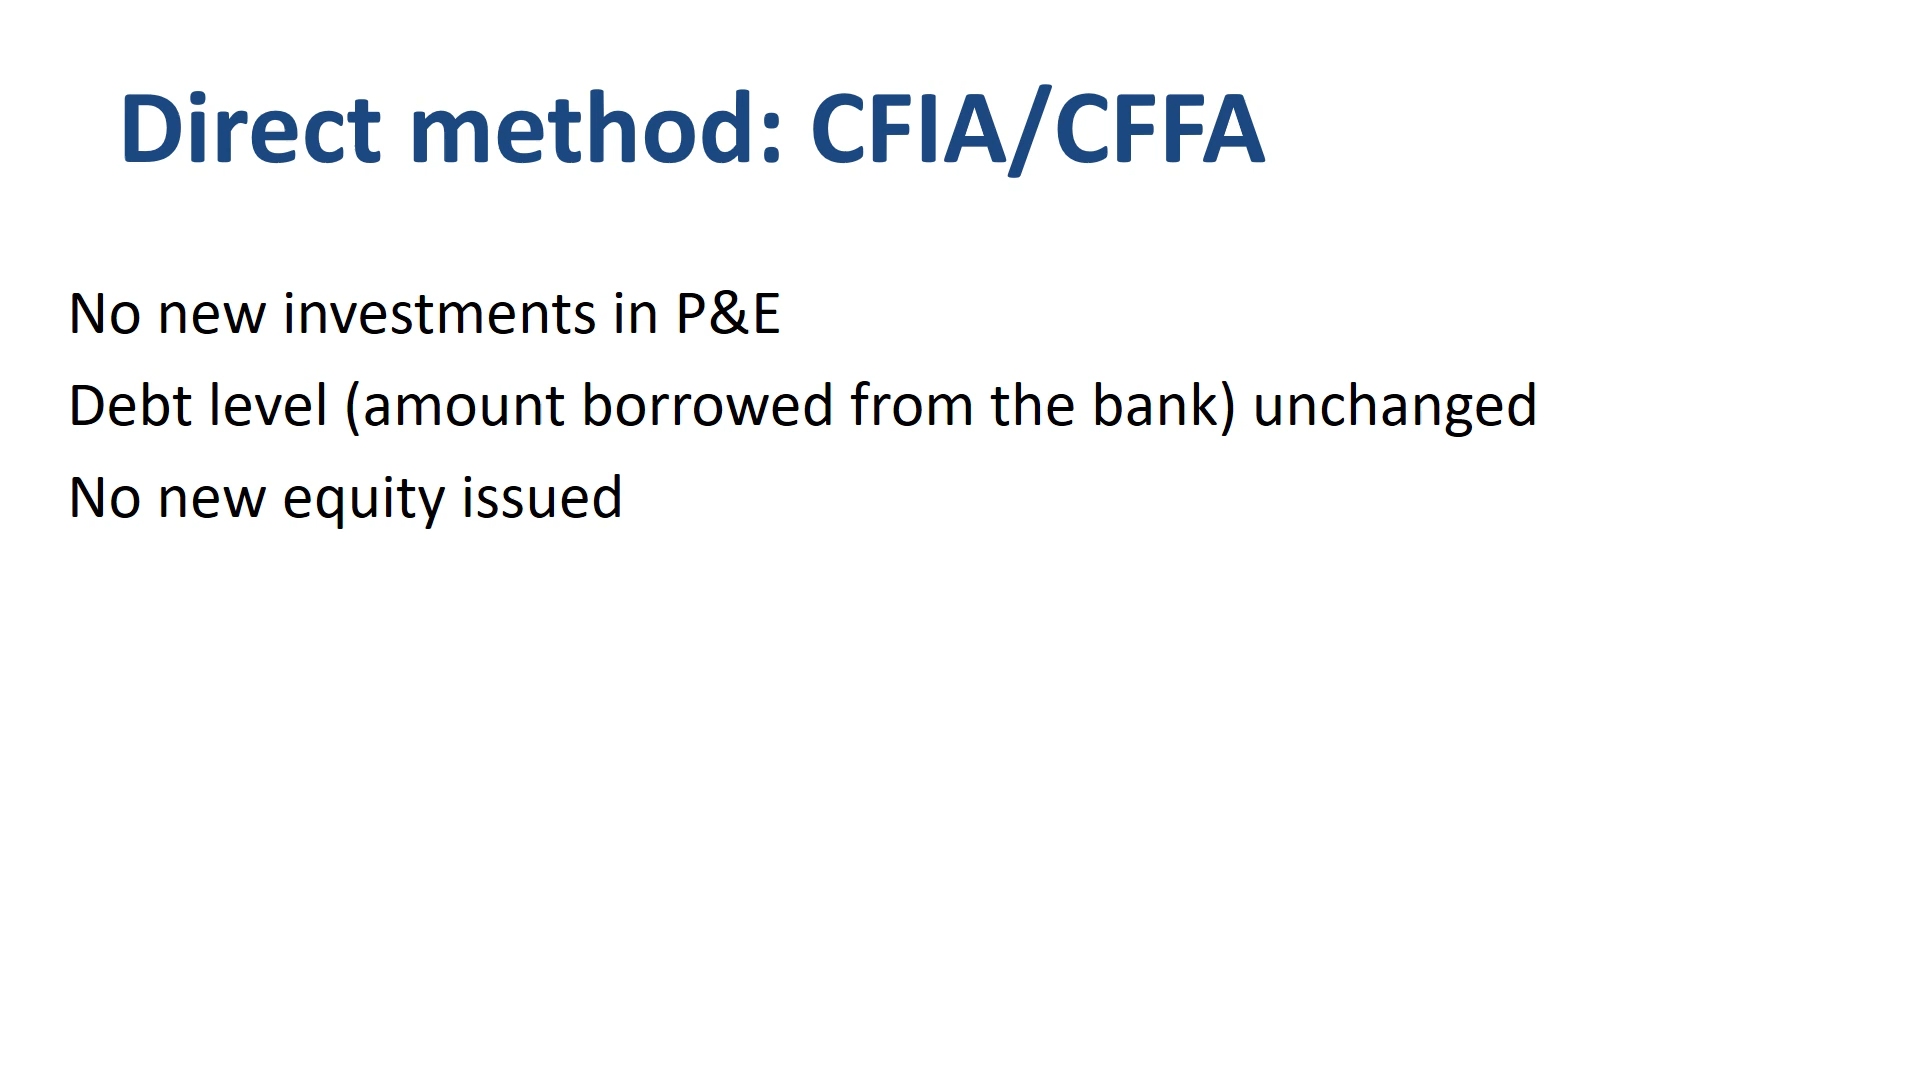 Direct method: CFIA/CFFA
No new investments in P&E
Debt level (amount borrowed from the bank) unchanged
No new equity issued